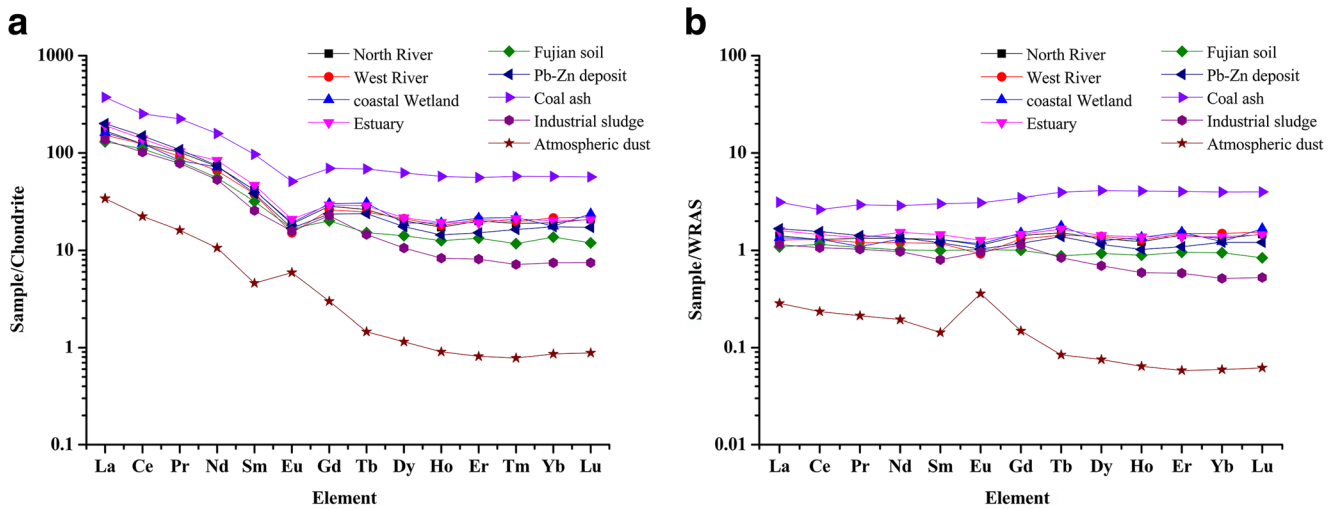 a
Sample/Chondrite
1000
100
10
1
0.1
North River
West River
coastal Wetland
Estuary
Fujian soil
Pb-Zn deposit
Coal ash
Industrial sludge
Atmospheric dust
La Ce Pr Nd Sm Eu Gd Tb Dy Ho Er Tm Yb Lu
Element
b
Sample/WRAS
100
10
1
0.1
0.01
North River
West River
coastal Wetland
Estuary
Fujian soil
Pb-Zn deposit
Coal ash
Industrial sludge
Atmospheric dust
La Ce Pr Nd Sm Eu Gd Tb Dy Ho Er Yb Lu
Element